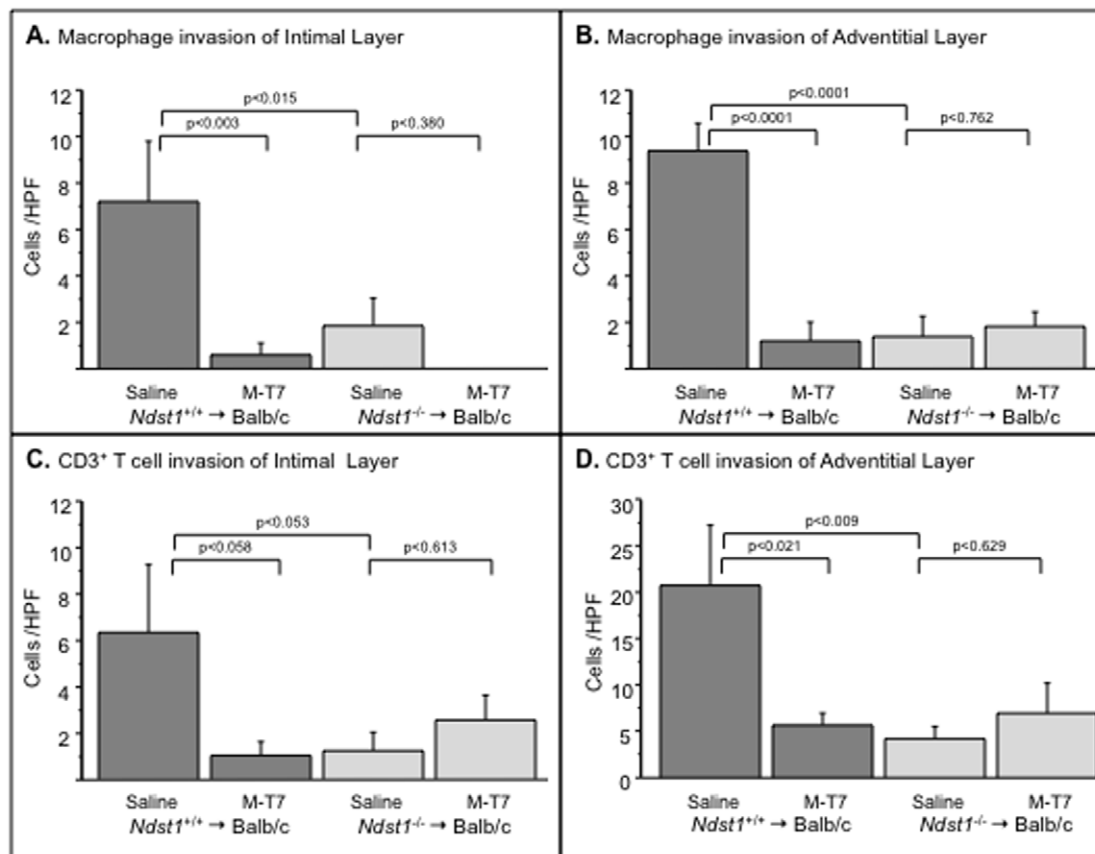 A. Macrophage invasion of Intimal Layer
12
10
8
6
4
2
Cells /HPF
p<0.015
p<0.003
p<0.380
Saline M-T7 Saline M-T7
Ndst1+/+ → Balb/c Ndst1-/- → Balb/c
B. Macrophage invasion of Adventitial Layer
12
10
8
6
4
2
Cells /HPF
p<0.0001
p<0.0001
p<0.762
Saline M-T7 Saline M-T7
Ndst1+/+ → Balb/c Ndst1-/- → Balb/c
C. CD3+ T cell invasion of Intimal Layer
12
10
8
6
4
2
Cells /HPF
p<0.053
p<0.058
p<0.613
Saline M-T7 Saline M-T7
Ndst1+/+ → Balb/c Ndst1-/- → Balb/c
D. CD3+ T cell invasion of Adventitial Layer
30
25
20
15
10
5
0
Cells /HPF
p<0.009
p<0.021
p<0.629
Saline M-T7 Saline M-T7
Ndst1+/+ → Balb/c Ndst1-/- → Balb/c